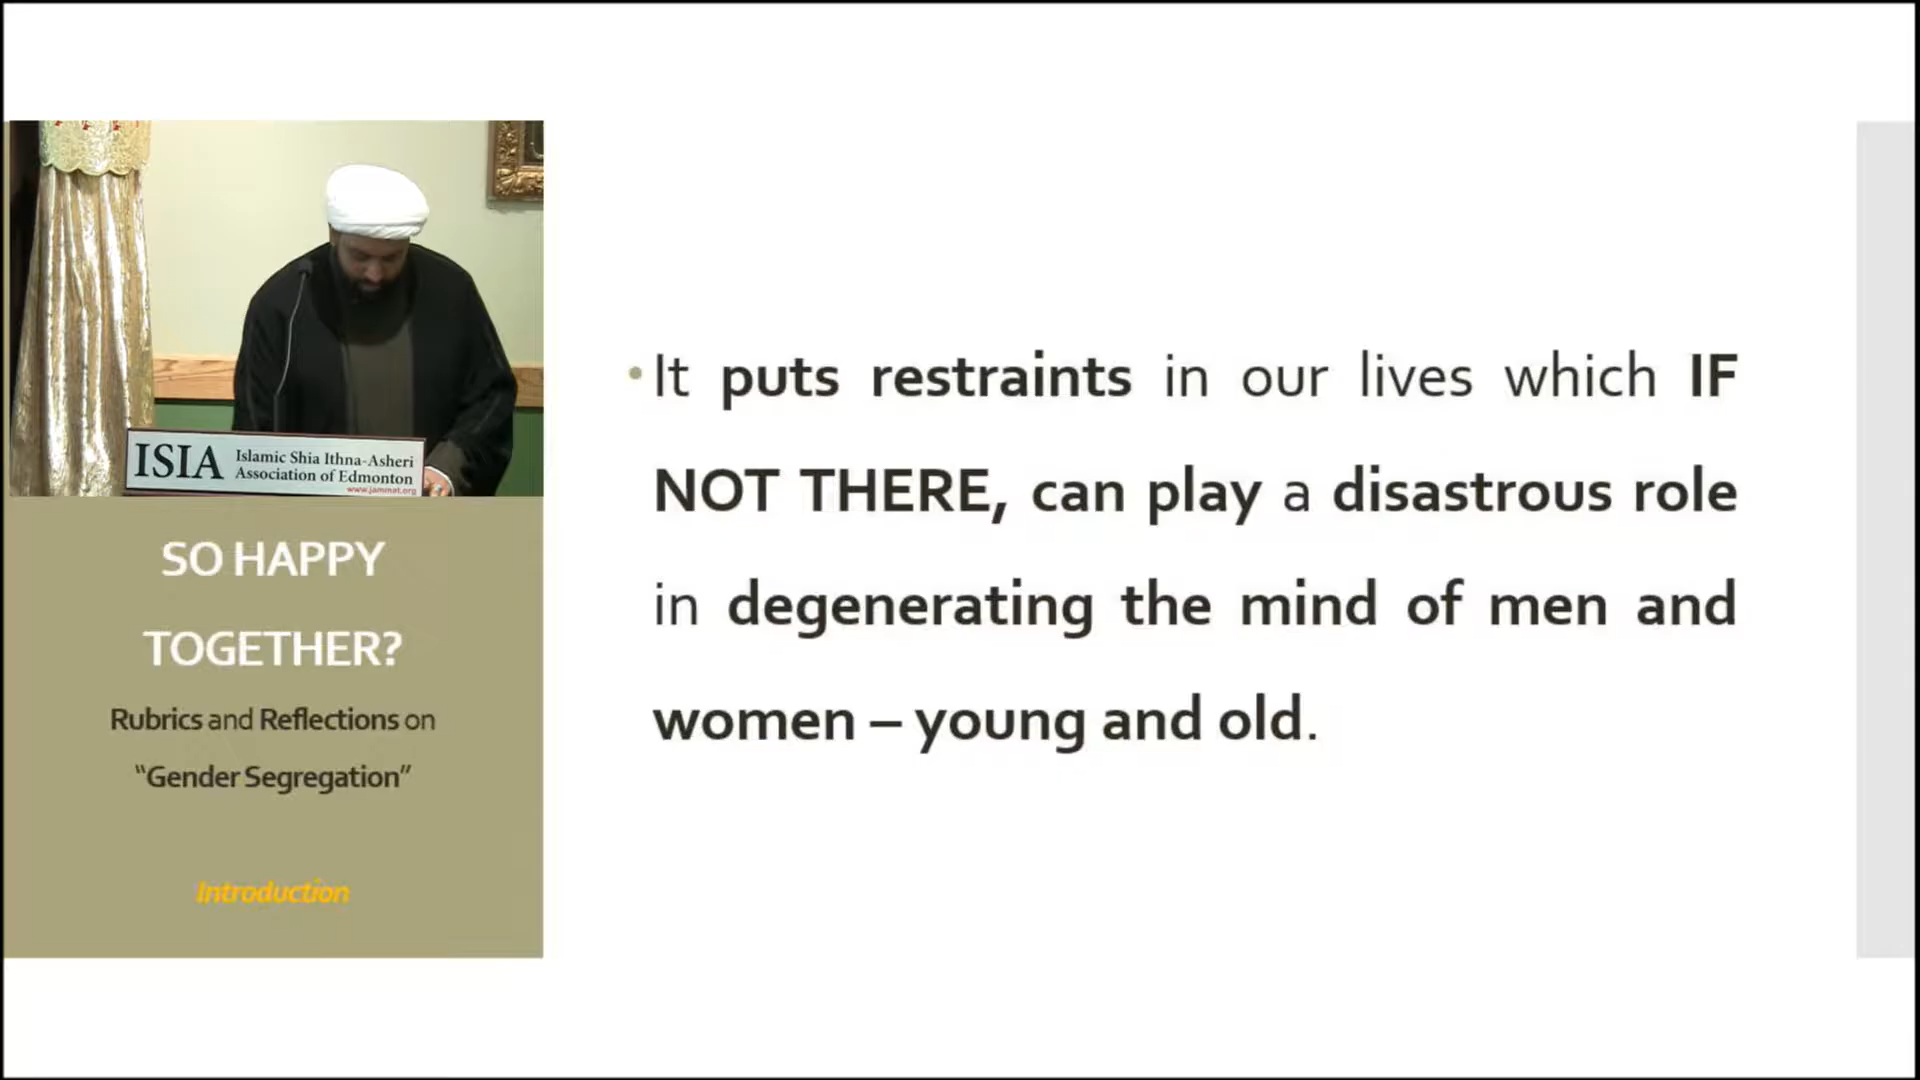 ISIA
Islamic Shia Ithna-Asheri
Association of Edmonton
www.jammat.org
SO HAPPY
TOGETHER?
Rubrics and Reflections on
“Gender Segregation”
Introduction
• It puts restraints in our lives which IF
NOT THERE, can play a disastrous role
in degenerating the mind of men and
women – young and old.